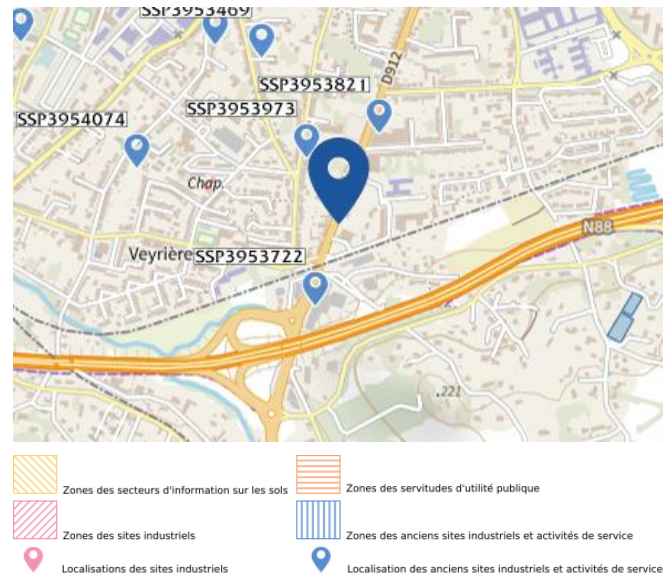 SSP3953469
D912
SSP3953821
SSP3953973
SSP3954074
Chap.
N88
Veyrière
SSP3953722
.221
Zones des secteurs d'information sur les sols
Zones des servitudes d'utilité publique
Zones des sites industriels
Zones des anciens sites industriels et activités de service
Localisations des sites industriels
Localisation des anciens sites industriels et activités de service